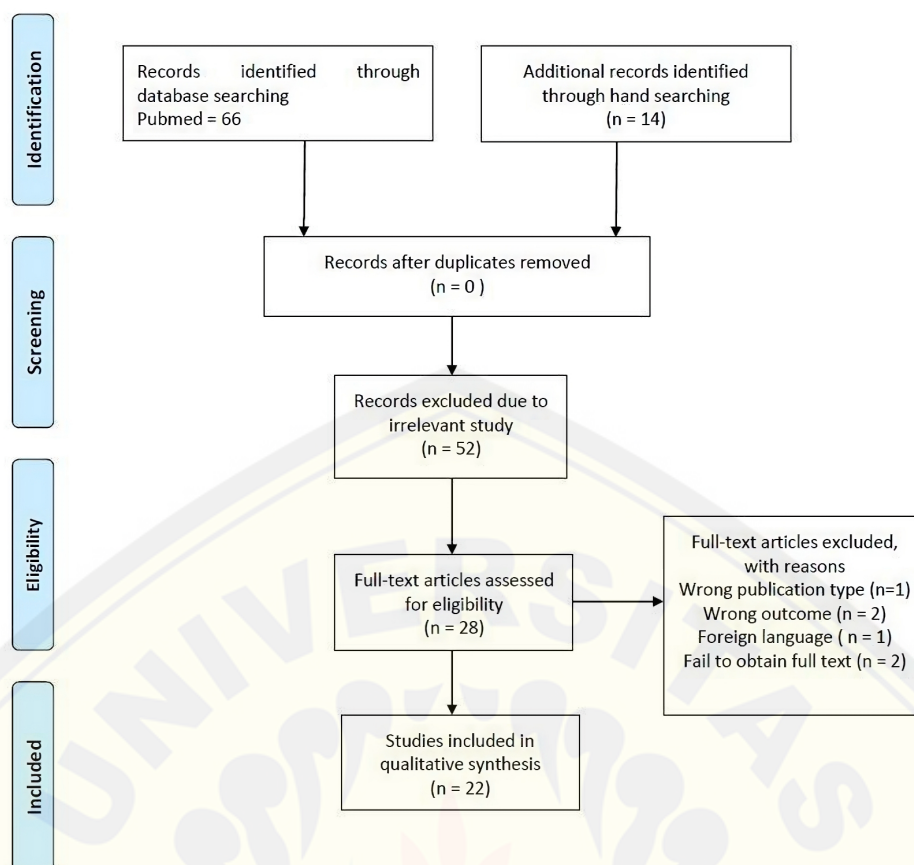 Identification
Records identified through
database searching
Pubmed = 66
Additional records identified
through hand searching
(n = 14)
Screening
Records after duplicates removed
(n = 0 )
Records excluded due to
irrelevant study
(n = 52)
Eligibility
Full-text articles assessed
for eligibility
(n = 28)
Full-text articles excluded,
with reasons
Wrong publication type (n=1)
Wrong outcome (n = 2)
Foreign language ( n = 1)
Fail to obtain full text (n = 2)
Included
Studies included in
qualitative synthesis
(n = 22)
UNIVERSITAS